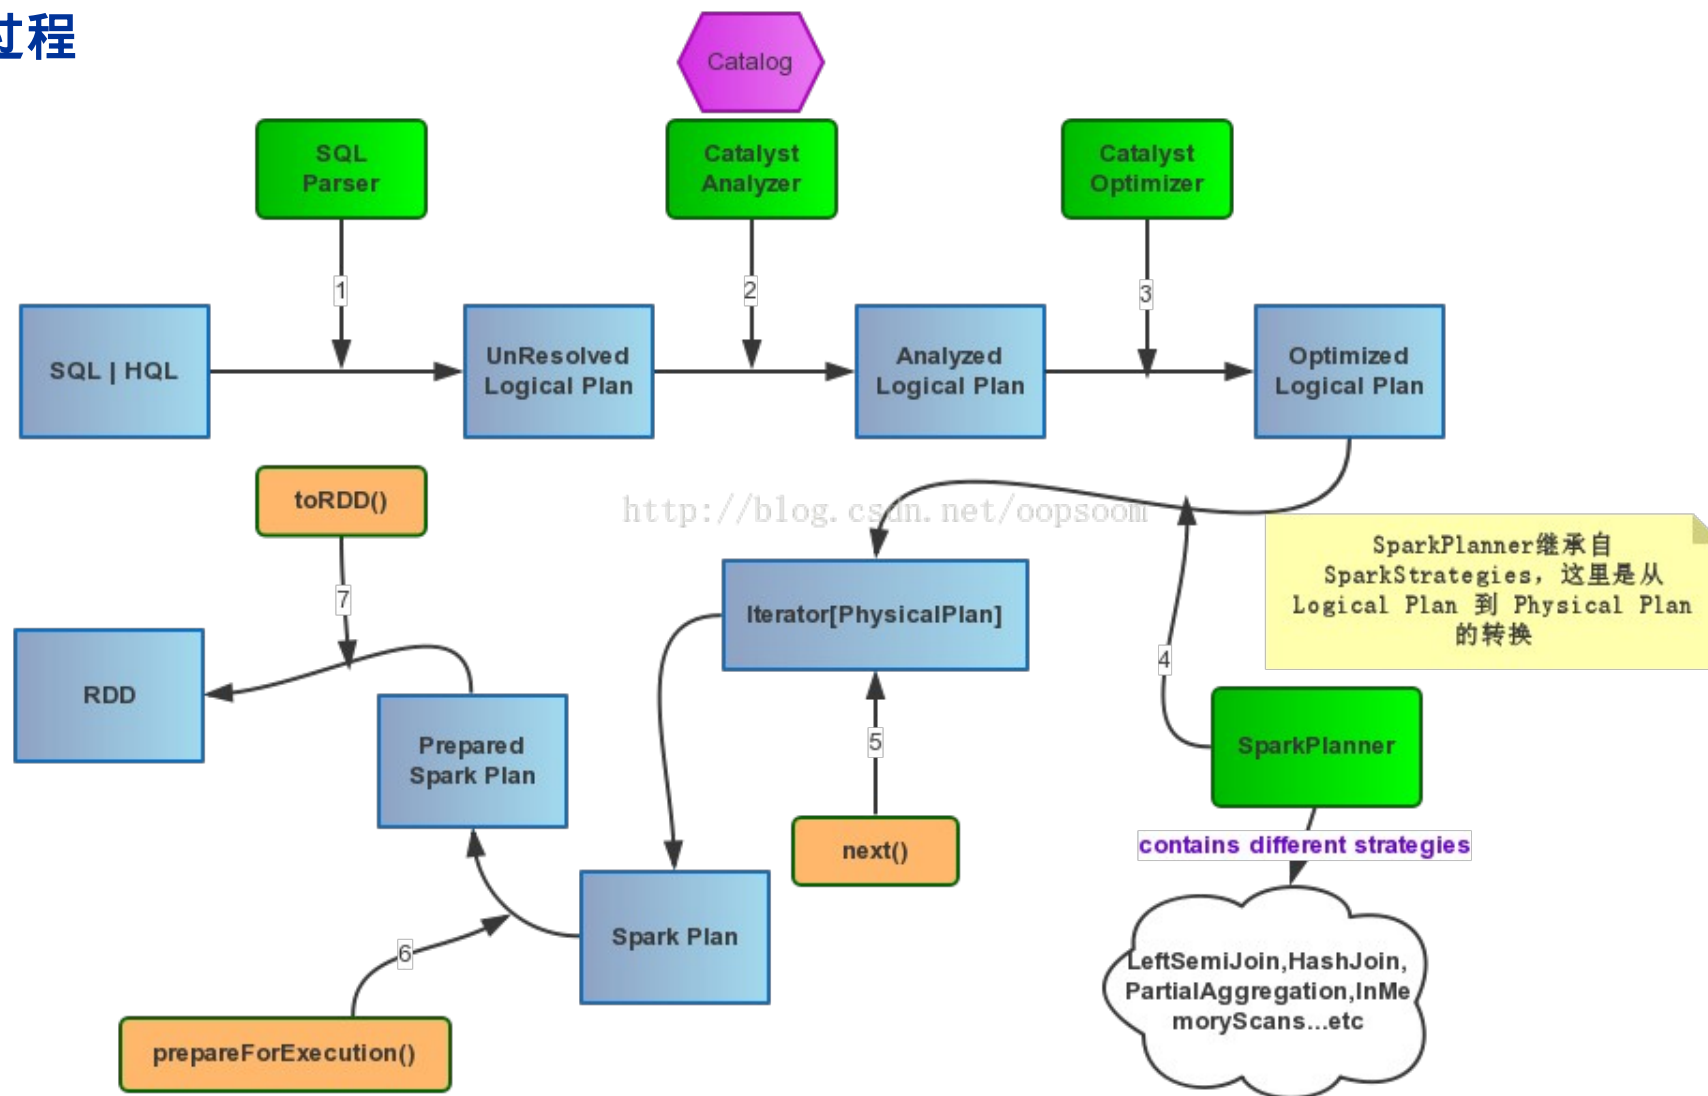 过程
Catalog
SQL
Parser
Catalyst
Analyzer
Catalyst
Optimizer
1
2
3
SQL | HQL
UnResolved
Logical Plan
Analyzed
Logical Plan
Optimized
Logical Plan
toRDD()
http://blog.csdn.net/oopsoom
SparkPlanner继承自
SparkStrategies, 这里是从
Logical Plan 到 Physical Plan
的转换
7
Iterator[PhysicalPlan]
4
RDD
Prepared
Spark Plan
5
SparkPlanner
next()
contains different strategies
Spark Plan
6
LeftSemiJoin,HashJoin,
PartialAggregation,InMe
moryScans...etc
prepareForExecution()